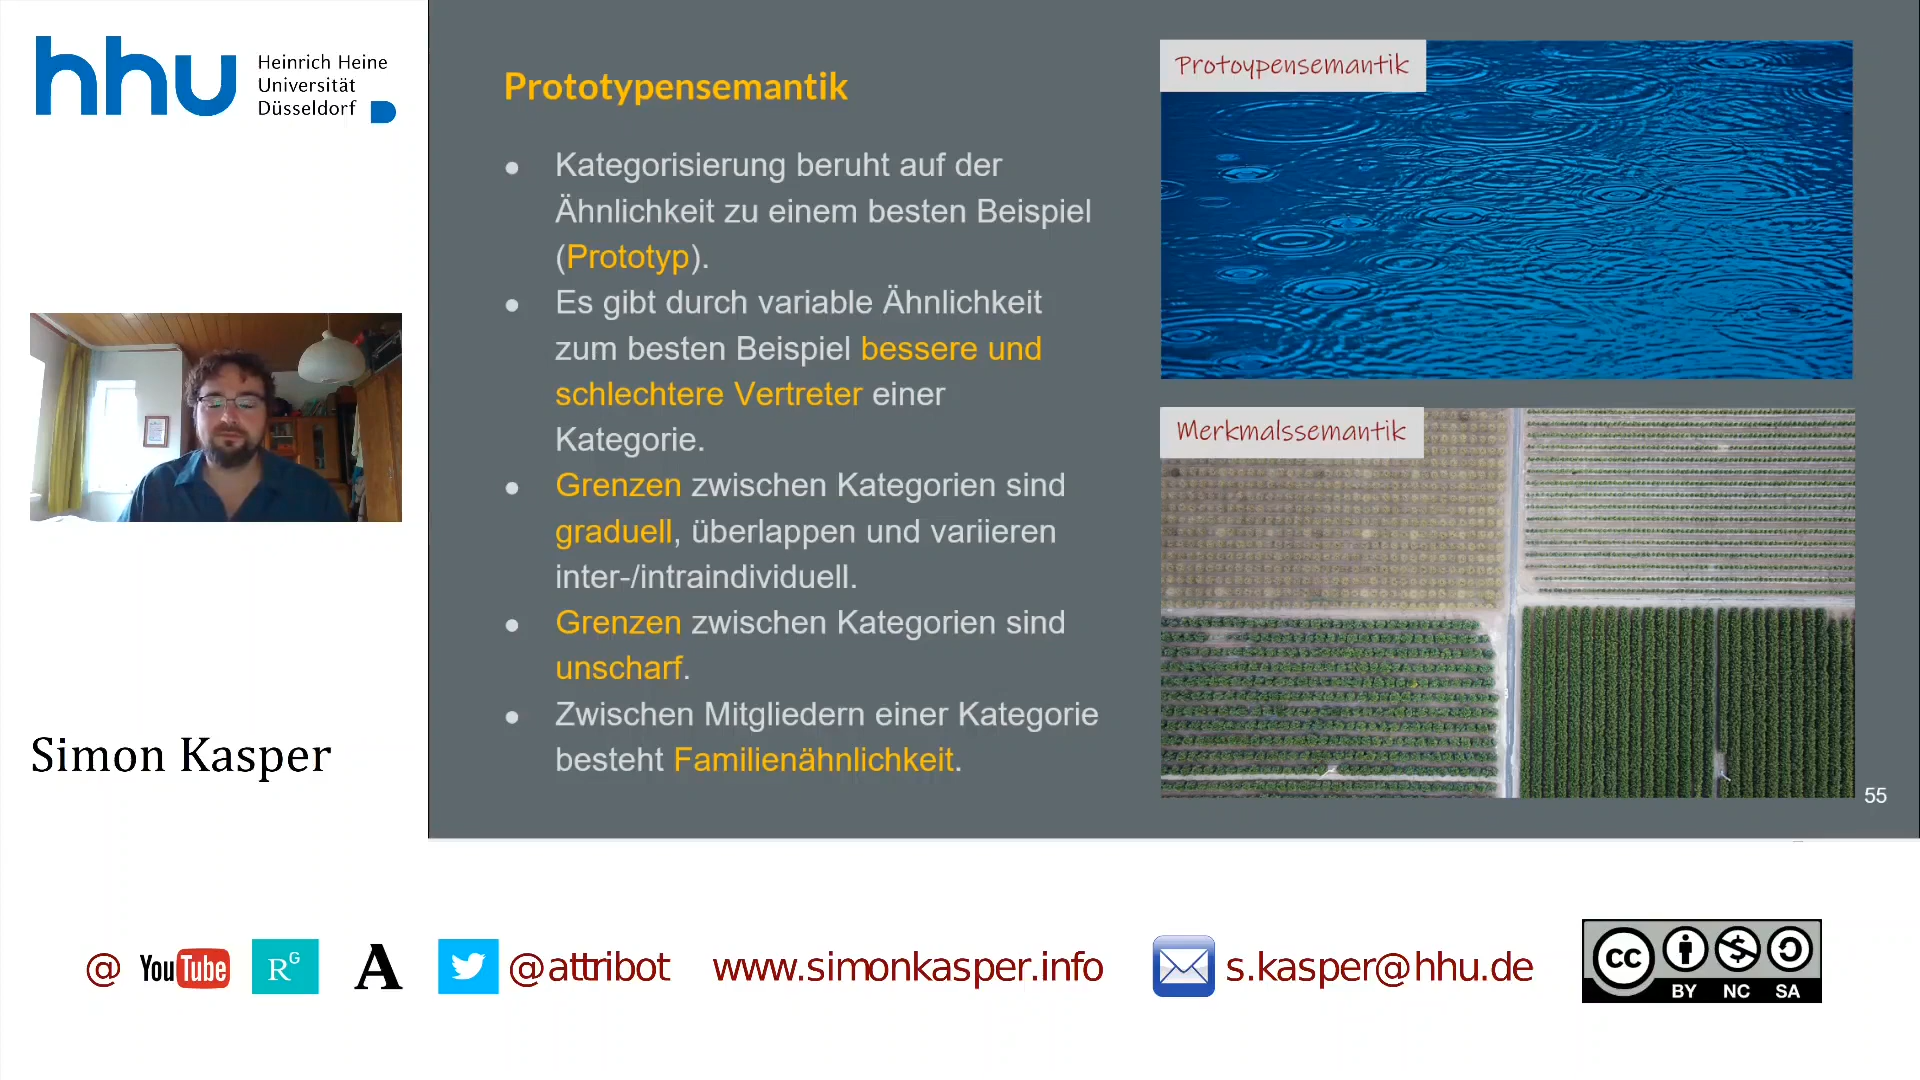 hhu Heinrich Heine
Universität
Düsseldorf
Prototypensemantik
● Kategorisierung beruht auf der
Ähnlichkeit zu einem besten Beispiel
(Prototyp).
● Es gibt durch variable Ähnlichkeit
zum besten Beispiel bessere und
schlechtere Vertreter einer
Kategorie.
● Grenzen zwischen Kategorien sind
graduell, überlappen und variieren
inter-/intraindividuell.
● Grenzen zwischen Kategorien sind
unscharf.
● Zwischen Mitgliedern einer Kategorie
besteht Familienähnlichkeit.
Protoypensemantik
Merkmalssemantik
55
Simon Kasper
@ YouTube RG A @attribot www.simonkasper.info s.kasper@hhu.de
cc BY NC SA